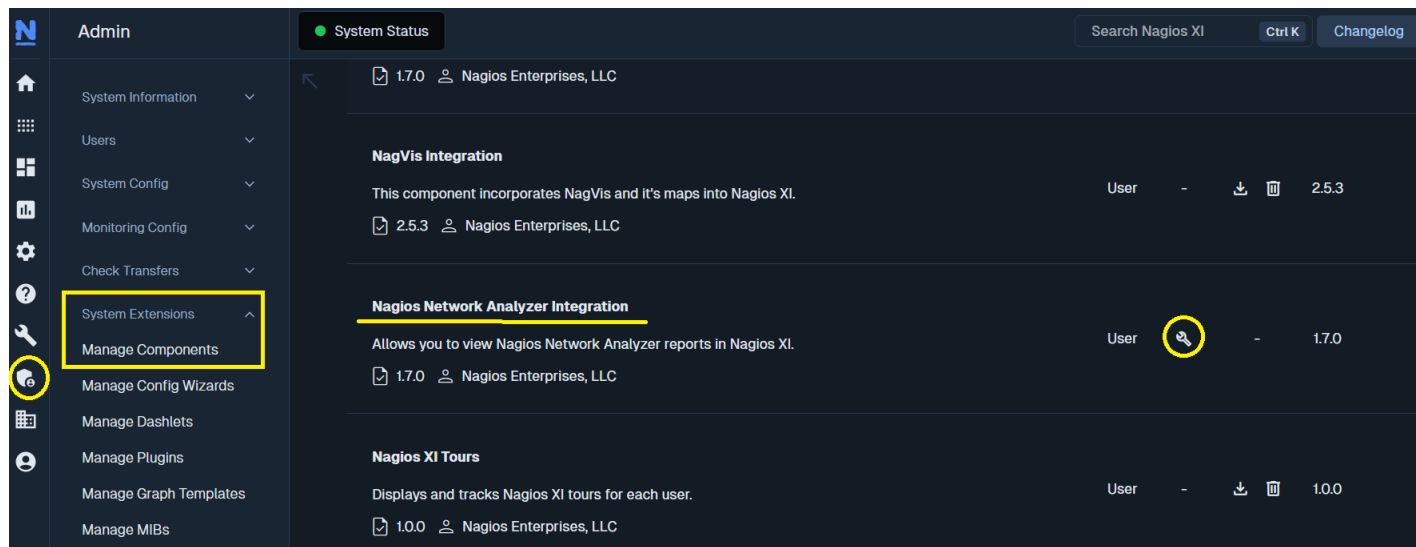 N
Admin
System Status
Search Nagios XI
Ctrl K
Changelog
System Information
Users
System Config
Monitoring Config
Check Transfers
System Extensions
Manage Components
Manage Config Wizards
Manage Dashlets
Manage Plugins
Manage Graph Templates
Manage MIBs
1.7.0 Nagios Enterprises, LLC
NagVis Integration
This component incorporates NagVis and it's maps into Nagios XI.
2.5.3 Nagios Enterprises, LLC
User - 2.5.3
Nagios Network Analyzer Integration
Allows you to view Nagios Network Analyzer reports in Nagios XI.
1.7.0 Nagios Enterprises, LLC
User - 1.7.0
Nagios XI Tours
Displays and tracks Nagios XI tours for each user.
1.0.0 Nagios Enterprises, LLC
User - 1.0.0